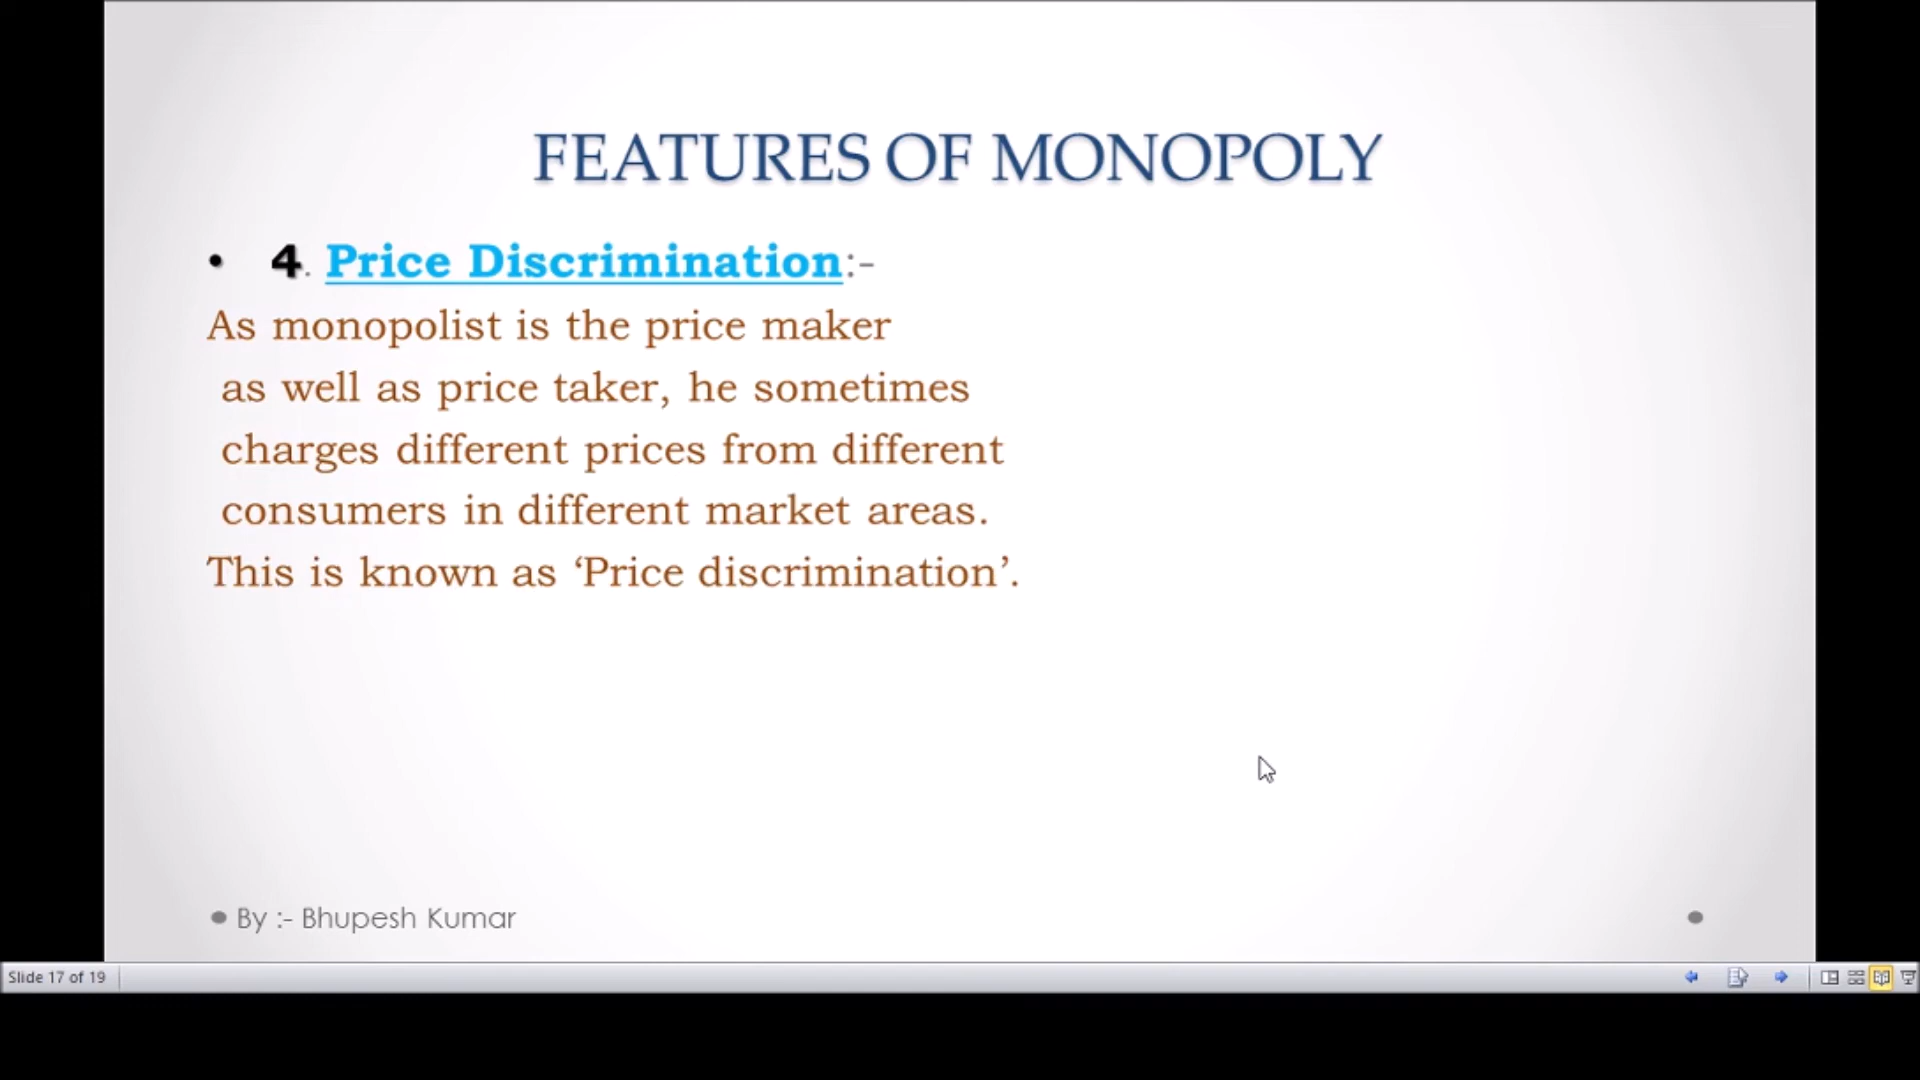 FEATURES OF MONOPOLY
• 4. Price Discrimination:-
As monopolist is the price maker
as well as price taker, he sometimes
charges different prices from different
consumers in different market areas.
This is known as ‘Price discrimination’.
By :- Bhupesh Kumar
Slide 17 of 19